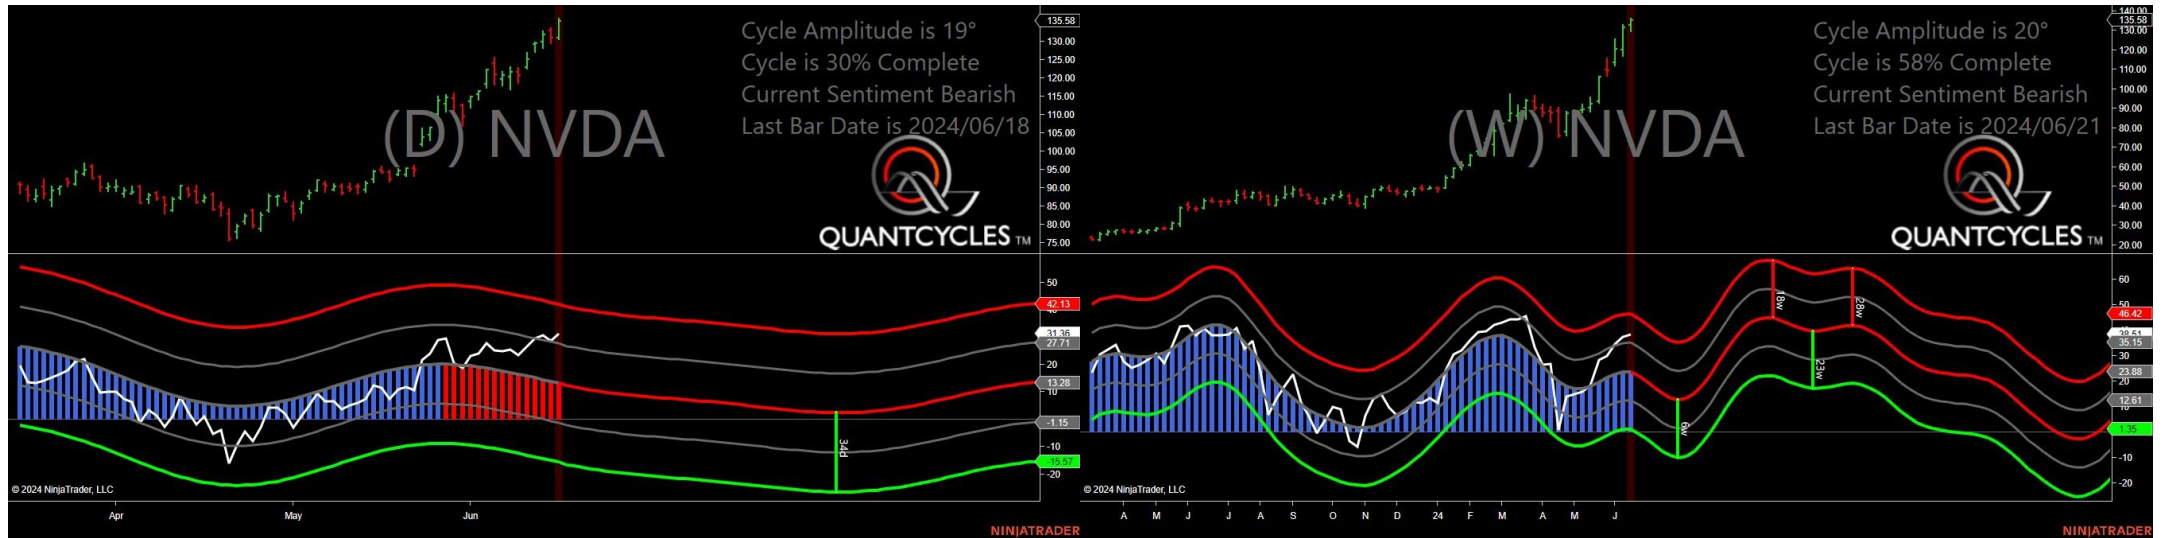 Cycle Amplitude is 19°
Cycle is 30% Complete
Current Sentiment Bearish
Last Bar Date is 2024/06/18
(D) NVDA
QUANTCYCLES TM
135.58
130.00
125.00
120.00
115.00
110.00
105.00
100.00
95.00
90.00
85.00
80.00
75.00
50
42.13
31.36
27.71
20
13.28
10
-1.15
-10
-15.57
-20
34d
© 2024 NinjaTrader, LLC
Apr May Jun
NINJATRADER
Cycle Amplitude is 20°
Cycle is 58% Complete
Current Sentiment Bearish
Last Bar Date is 2024/06/21
(W) NVDA
QUANTCYCLES TM
140.00
135.58
130.00
120.00
110.00
100.00
90.00
80.00
70.00
60.00
50.00
40.00
30.00
20.00
60
50
46.42
35.15
30
23.88
20
12.61
1.35
-10
-20
6w
18w
23w
28w
© 2024 NinjaTrader, LLC
A M J J A S O N D 24 F M A M J
NINJATRADER